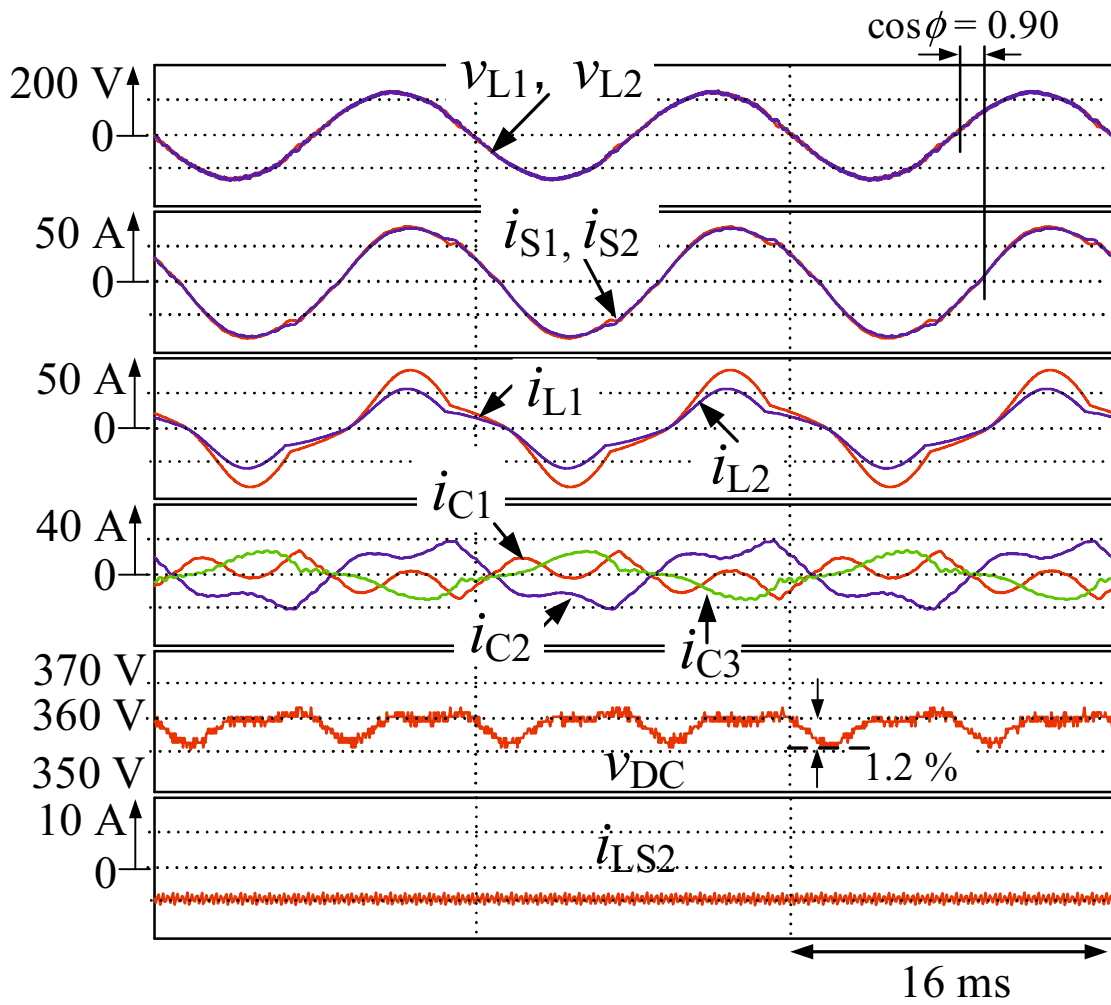 cosϕ = 0.90
200 V
0
vL1, vL2
50 A
0
iS1, iS2
50 A
0
iL1
iL2
40 A
0
iC1
iC2
iC3
370 V
360 V
350 V
vDC
1.2 %
10 A
0
iLS2
16 ms